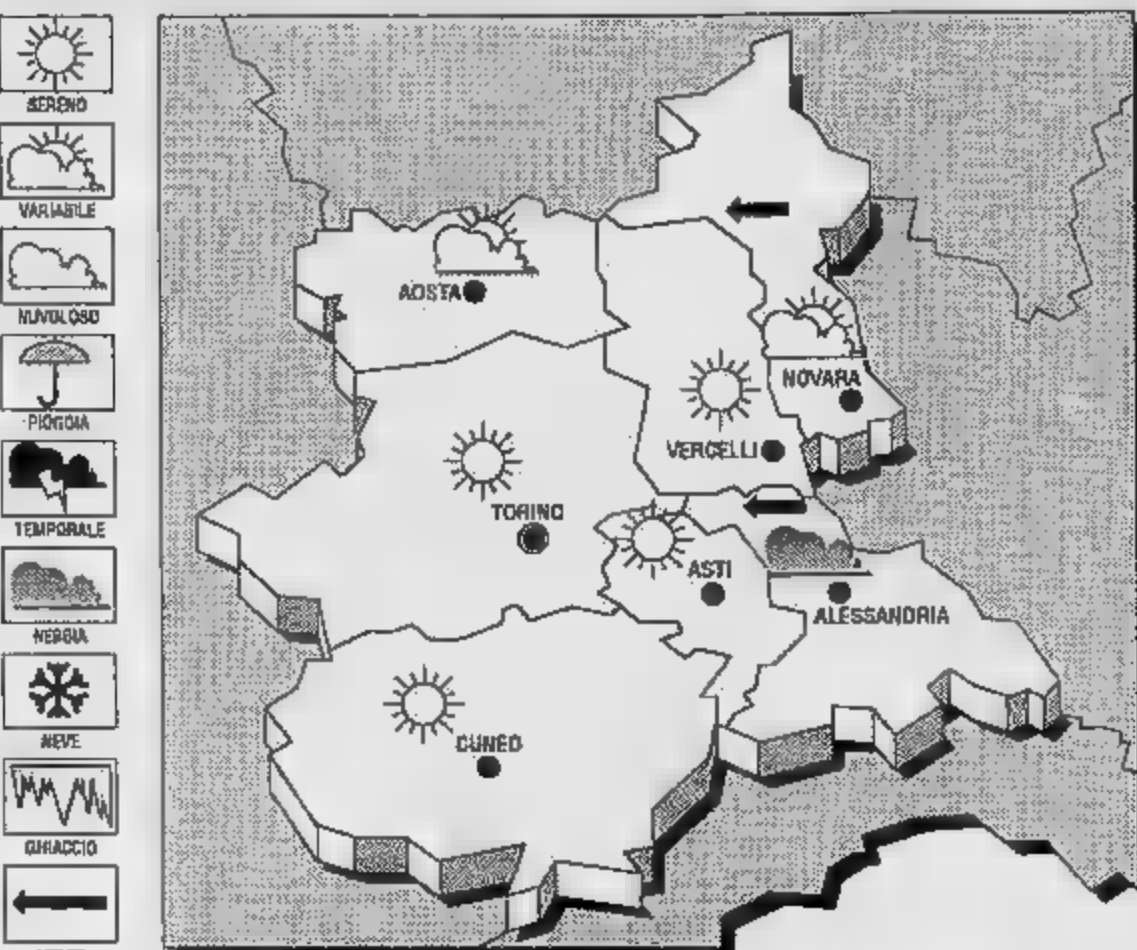 SERENO
VARIABILE
NUVOLOSO
PIOGGIA
TEMPORALE
NEBBIA
NEVE
GHIACCIO
AOSTA
NOVARA
VERCELLI
TORINO
ASTI
ALESSANDRIA
CUNEO